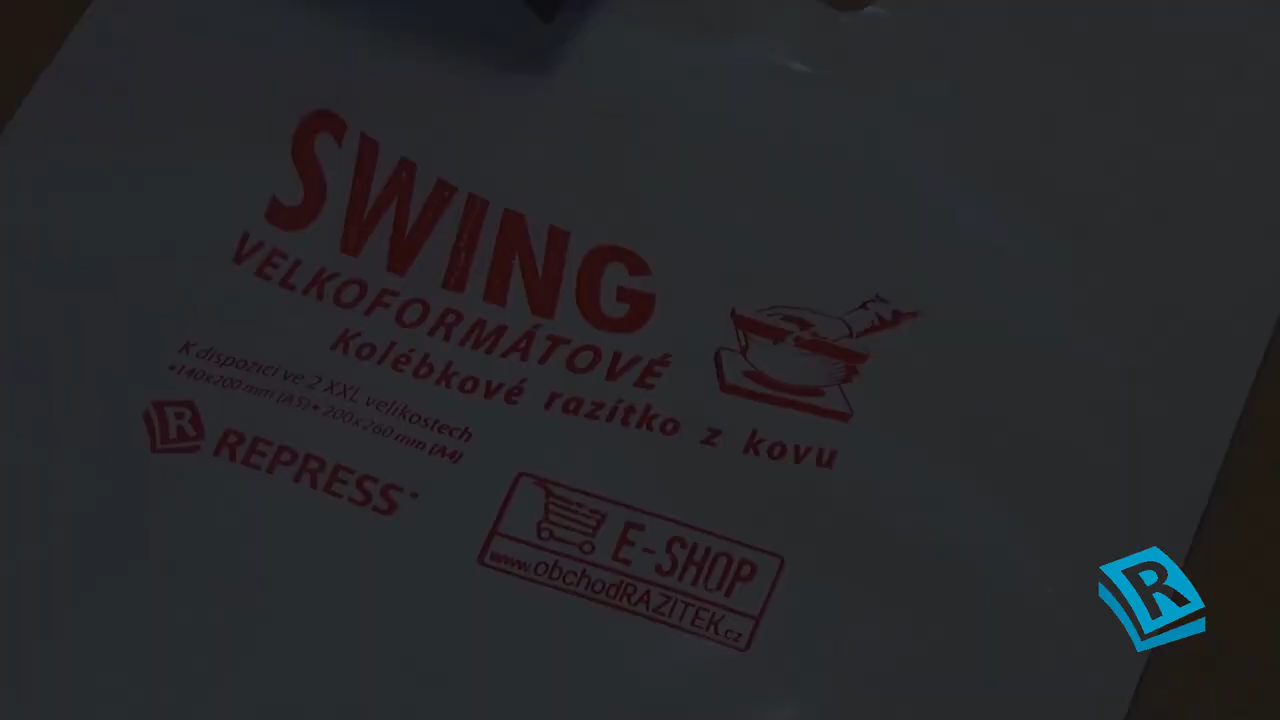 SWING
VELKOFORMÁTOVÉ
Kolébkové razítko z kovu
K dispozici ve 2 XXL velikostech
•140x200 mm (A5) • 200x260 mm (A4)
R REPRESS
E-SHOP
www.obchodRAZITEK.cz
R